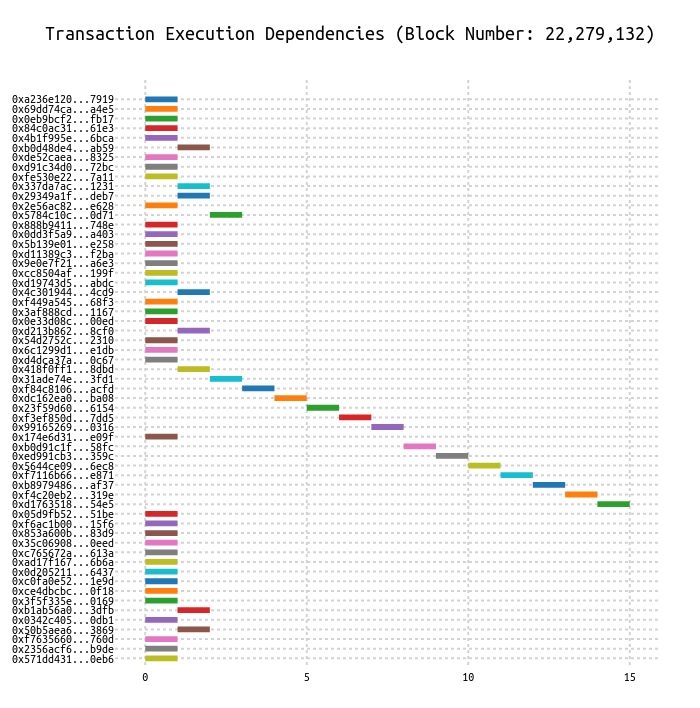 Transaction Execution Dependencies (Block Number: 22,279,132)
0xa236e120...7919
0x69dd74ca...a4e5
0x0eb9bcf2...fb17
0x84c0ac31...61e3
0x4b1f995e...6bca
0xb0d48de4...ab59
0xde52caea...8325
0xd91c34d0...72bc
0xfe530e22...7a11
0x337da7ac...1231
0x29349a1f...deb7
0x2e56ac82...e628
0x5784c10c...0d71
0x888b9411...748e
0x0dd3f5a9...a403
0x5b139e01...e258
0xd11389c3...f2ba
0x9e0e7f21...a6e3
0xcc8504af...199f
0xd19743d5...abdc
0x4c301944...4cd9
0xf449a545...68f3
0x3af888cd...1167
0x0e33d08c...00ed
0xd213b862...8cf0
0x54d2752c...2310
0x6c1299d1...e1db
0xd4dca37a...0c67
0x418f0ff1...8dbd
0x31ade74e...3fd1
0xf84c8106...acfd
0xdc162ea0...ba08
0x23f59d60...6154
0xf3ef850d...7dd5
0x99165269...0316
0x174e6d31...e09f
0xb0d91c1f...58fc
0xed991cb3...359c
0x5644ce09...6ec8
0xf7116b66...e871
0xb8979486...af37
0xf4c20eb2...319e
0xd1763518...54e5
0x05d9fb52...51be
0xf6ac1b00...15f6
0x853a600b...83d9
0x35c06908...0eed
0xc765672a...613a
0xad17f167...6b6a
0x0d205211...6437
0xc0fa0e52...1e9d
0xce4dbcbc...0f18
0x3f5f335e...0169
0xb1ab56a0...3dfb
0x0342c405...0db1
0x50b5aea6...3869
0xf7635660...760d
0x2356acf6...b9de
0x571dd431...0eb6
0 5 10 15